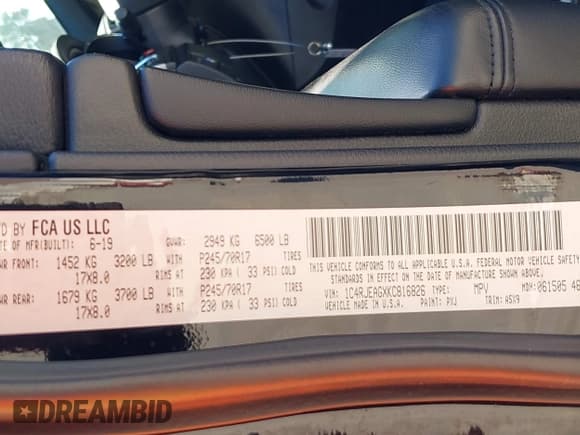 FCA US LLC
OF MFR(BUILT): 6-19 GVWR: 2949 KG 6500 LB
FRONT: 1452 KG 3200 LB WITH P245/70R17 TIRES
17X8.0 RIMS AT 230 KPA ( 33 PSI) COLD
REAR: 1679 KG 3700 LB WITH P245/70R17 TIRES
17X8.0 RIMS AT 230 KPA ( 33 PSI) COLD
THIS VEHICLE CONFORMS TO ALL APPLICABLE U.S.A. FEDERAL MOTOR VEHICLE SAFETY
STANDARDS IN EFFECT ON THE DATE OF MANUFACTURE SHOWN ABOVE.
VIN: 1C4RJEAGXKC816826 TYPE: MPV MDH: 061505
VEHICLE MADE IN U.S.A. PAINT: PXJ TRIM: A5X9
DREAMBID